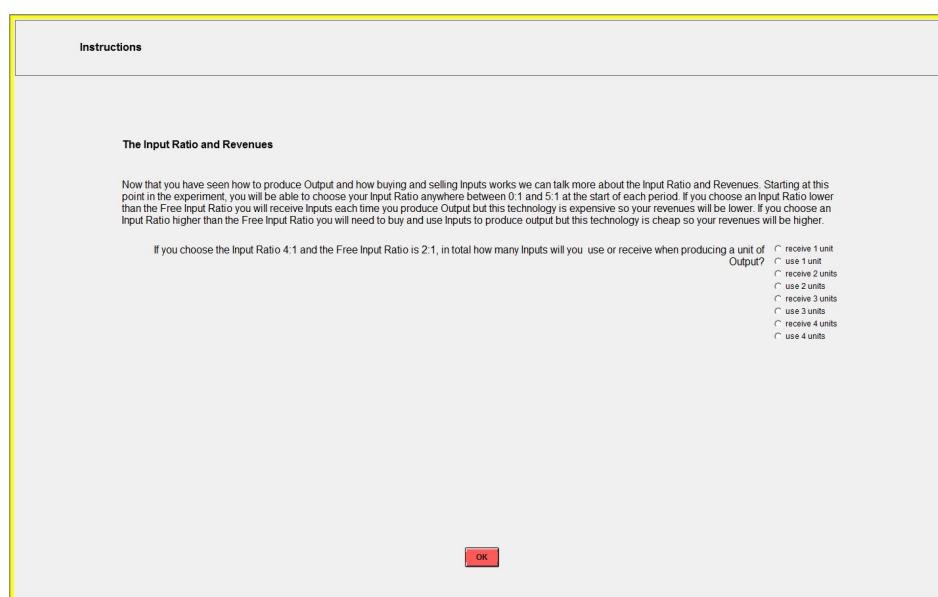 Instructions
The Input Ratio and Revenues
Now that you have seen how to produce Output and how buying and selling Inputs works we can talk more about the Input Ratio and Revenues. Starting at this
point in the experiment, you will be able to choose your Input Ratio anywhere between 0:1 and 5:1 at the start of each period. If you choose an Input Ratio lower
than the Free Input Ratio you will receive Inputs each time you produce Output but this technology is expensive so your revenues will be lower. If you choose an
Input Ratio higher than the Free Input Ratio you will need to buy and use Inputs to produce output but this technology is cheap so your revenues will be higher.
If you choose the Input Ratio 4:1 and the Free Input Ratio is 2:1, in total how many Inputs will you use or receive when producing a unit of
Output?
receive 1 unit
use 1 unit
receive 2 units
use 2 units
receive 3 units
use 3 units
receive 4 units
use 4 units
OK